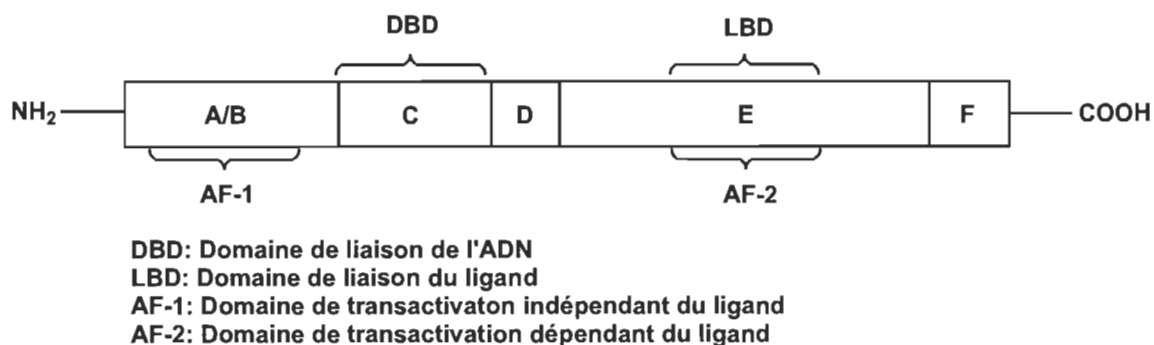 DBD LBD
NH₂ A/B C D E F COOH
AF-1 AF-2
DBD: Domaine de liaison de l'ADN
LBD: Domaine de liaison du ligand
AF-1: Domaine de transactivaton indépendant du ligand
AF-2: Domaine de transactivation dépendant du ligand